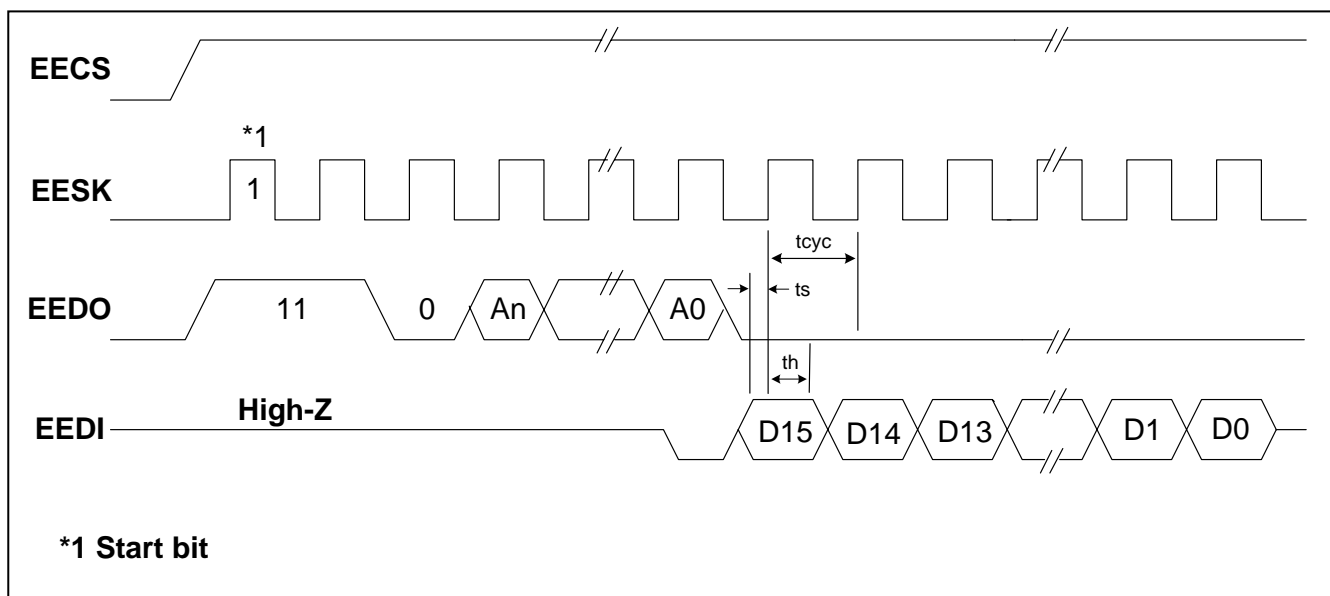 EECS
*1
EESK
1
tcyc
ts
EEDO
11
0
An
A0
th
High-Z
EEDI
D15
D14
D13
D1
D0
*1 Start bit